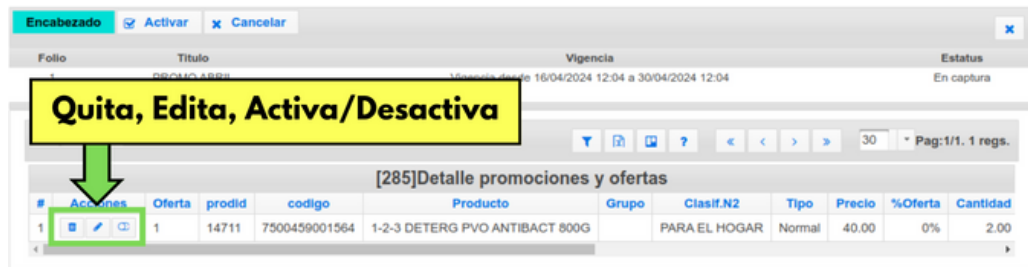 Encabezado Activar Cancelar
Folio Titulo Vigencia Estatus
1 PROMO ABRIL Vigencia desde 16/04/2024 12:04 a 30/04/2024 12:04 En captura
Quita, Edita, Activa/Desactiva
? « ‹ › » 30 Pag:1/1. 1 regs.
[285]Detalle promociones y ofertas
# Acciones Oferta prodid codigo Producto Grupo Clasif.N2 Tipo Precio %Oferta Cantidad
1 1 14711 7500459001564 1-2-3 DETERG PVO ANTIBACT 800G PARA EL HOGAR Normal 40.00 0% 2.00